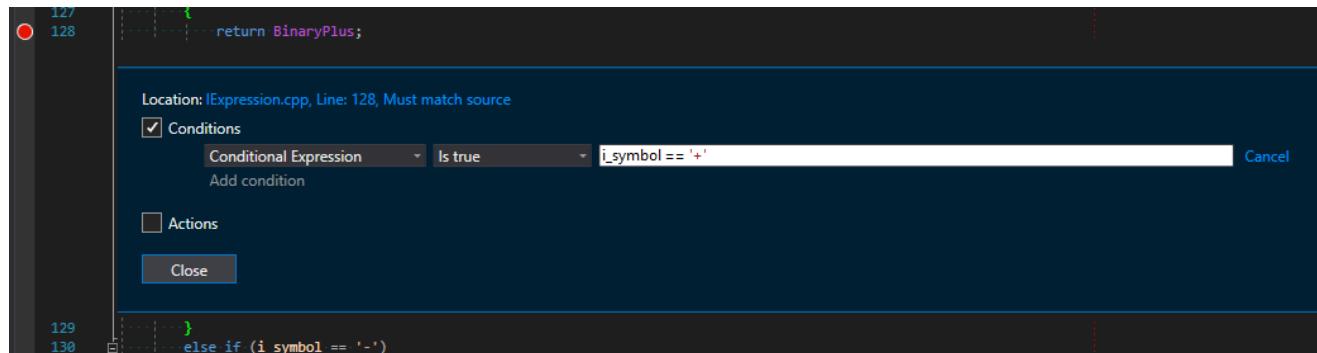 127 {
128 return BinaryPlus;
Location: IExpression.cpp, Line: 128, Must match source
Conditions
Conditional Expression Is true i_symbol == '+' Cancel
Add condition
Actions
Close
129 }
130 else if (i_symbol == '-')